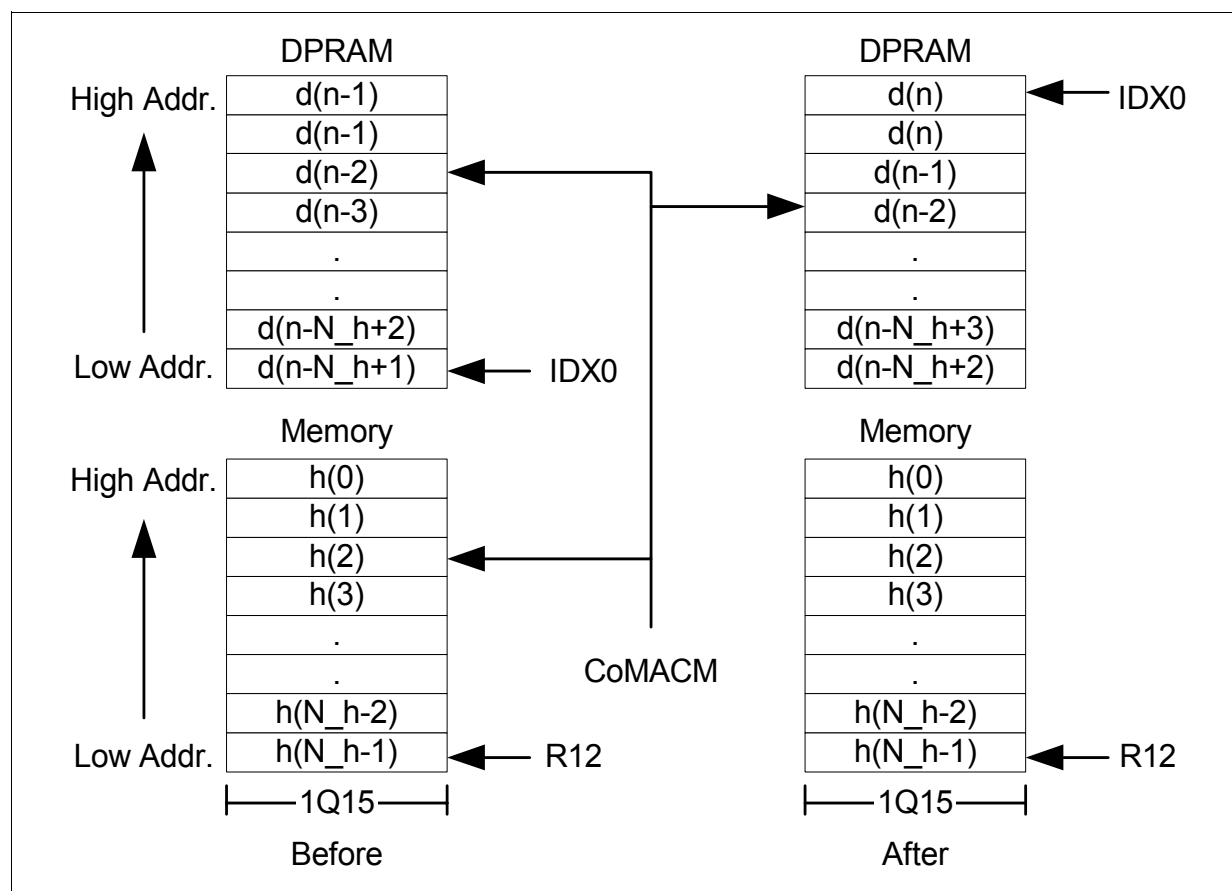 DPRAM DPRAM
High Addr. d(n-1) d(n) IDX0
d(n-1) d(n)
d(n-2) d(n-1)
d(n-3) d(n-2)
. .
. .
d(n-N_h+2) d(n-N_h+3)
Low Addr. d(n-N_h+1) IDX0 d(n-N_h+2)
Memory Memory
High Addr. h(0) h(0)
h(1) h(1)
h(2) h(2)
h(3) h(3)
. .
CoMACM
. .
h(N_h-2) h(N_h-2)
Low Addr. h(N_h-1) R12 h(N_h-1) R12
1Q15 1Q15
Before After